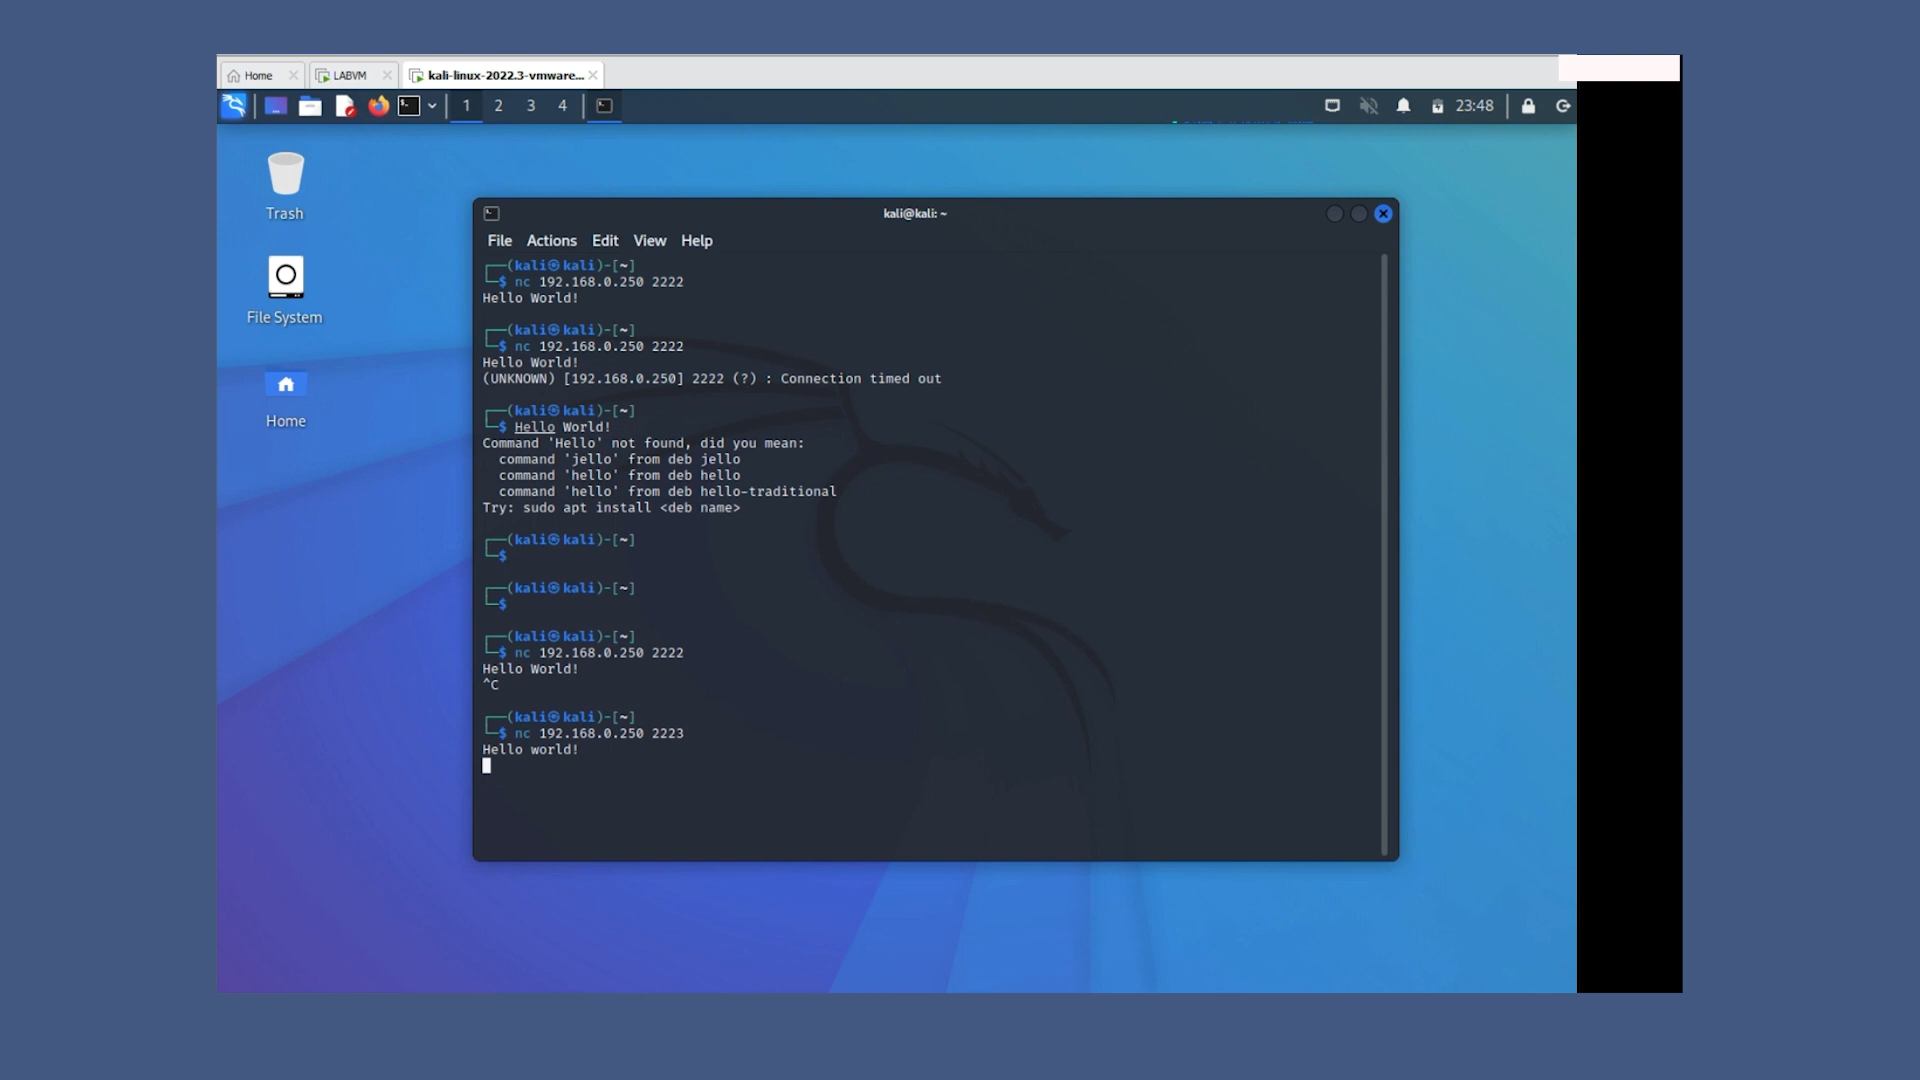 Home
LABVM
kali-linux-2022.3-vmware...
1 2 3 4
23:48
Trash
File System
Home
kali@kali: ~
File Actions Edit View Help
┌──(kali㉿kali)-[~]
└─$ nc 192.168.0.250 2222
Hello World!
┌──(kali㉿kali)-[~]
└─$ nc 192.168.0.250 2222
Hello World!
(UNKNOWN) [192.168.0.250] 2222 (?) : Connection timed out
┌──(kali㉿kali)-[~]
└─$ Hello World!
Command 'Hello' not found, did you mean:
command 'jello' from deb jello
command 'hello' from deb hello
command 'hello' from deb hello-traditional
Try: sudo apt install <deb name>
┌──(kali㉿kali)-[~]
└─$
┌──(kali㉿kali)-[~]
└─$
┌──(kali㉿kali)-[~]
└─$ nc 192.168.0.250 2222
Hello World!
^C
┌──(kali㉿kali)-[~]
└─$ nc 192.168.0.250 2223
Hello world!